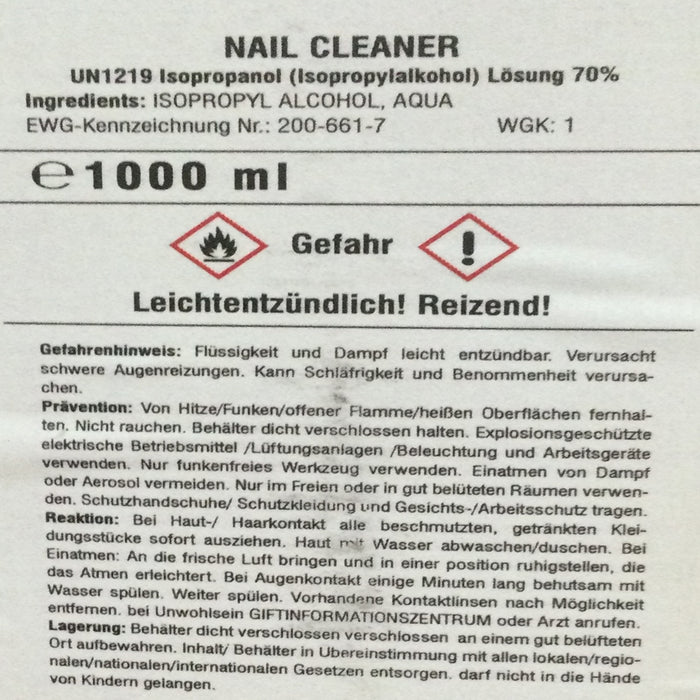 NAIL CLEANER
UN1219 Isopropanol (Isopropylalkohol) Lösung 70%
Ingredients: ISOPROPYL ALCOHOL, AQUA
EWG-Kennzeichnung Nr.: 200-661-7 WGK: 1
℮ 1000 ml
Gefahr
Leichtentzündlich! Reizend!
Gefahrenhinweis: Flüssigkeit und Dampf leicht entzündbar. Verursacht
schwere Augenreizungen. Kann Schläfrigkeit und Benommenheit verursa-
chen.
Prävention: Von Hitze/Funken/offener Flamme/heißen Oberflächen fernhal-
ten. Nicht rauchen. Behälter dicht verschlossen halten. Explosionsgeschützte
elektrische Betriebsmittel /Lüftungsanlagen /Beleuchtung und Arbeitsgeräte
verwenden. Nur funkenfreies Werkzeug verwenden. Einatmen von Dampf
oder Aerosol vermeiden. Nur im Freien oder in gut belüteten Räumen verwen-
den. Schutzhandschuhe/ Schutzkleidung und Gesichts-/Arbeitsschutz tragen.
Reaktion: Bei Haut-/ Haarkontakt alle beschmutzten, getränkten Klei-
dungsstücke sofort ausziehen. Haut mit Wasser abwaschen/duschen. Bei
Einatmen: An die frische Luft bringen und in einer position ruhigstellen, die
das Atmen erleichtert. Bei Augenkontakt einige Minuten lang behutsam mit
Wasser spülen. Weiter spülen. Vorhandene Kontaktlinsen nach Möglichkeit
entfernen. bei Unwohlsein GIFTINFORMATIONSZENTRUM oder Arzt anrufen.
Lagerung: Behälter dicht verschlossen verschlossen an einem gut belüfteten
Ort aufbewahren. Inhalt/ Behälter in Übereinstimmung mit allen lokalen/regio-
nalen/nationalen/internationalen Gesetzen entsorgen. darf nicht in die Hände
von Kindern gelangen.